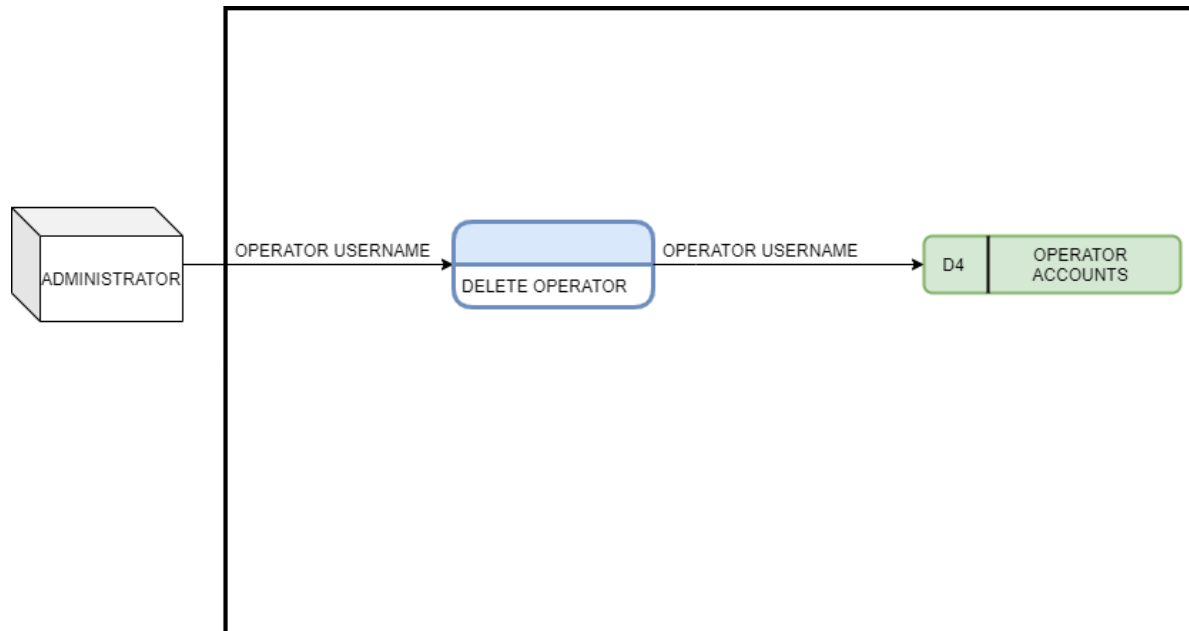 ADMINISTRATOR
OPERATOR USERNAME
DELETE OPERATOR
OPERATOR USERNAME
D4
OPERATOR
ACCOUNTS